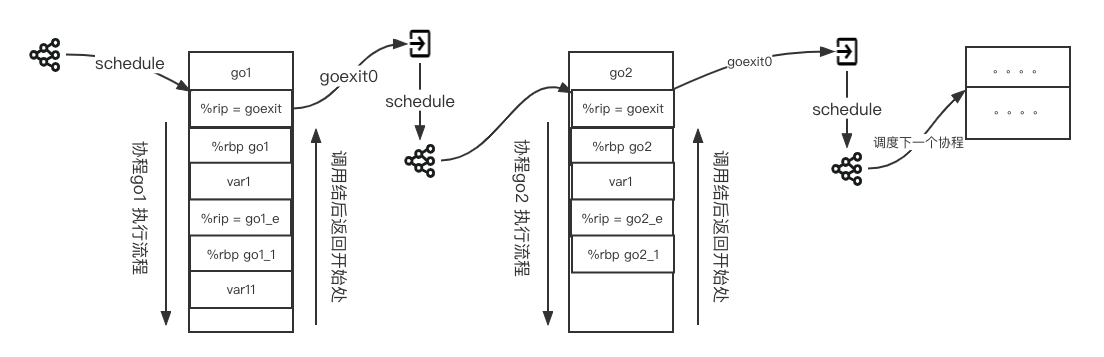 schedule
go1
%rip = goexit
%rbp go1
var1
%rip = go1_e
%rbp go1_1
var11
协程go1 执行流程
调用结后返回开始处
goexit0
schedule
go2
%rip = goexit
%rbp go2
var1
%rip = go2_e
%rbp go2_1
协程go2 执行流程
调用结后返回开始处
goexit0
schedule
调度下一个协程
。。。。
。。。。